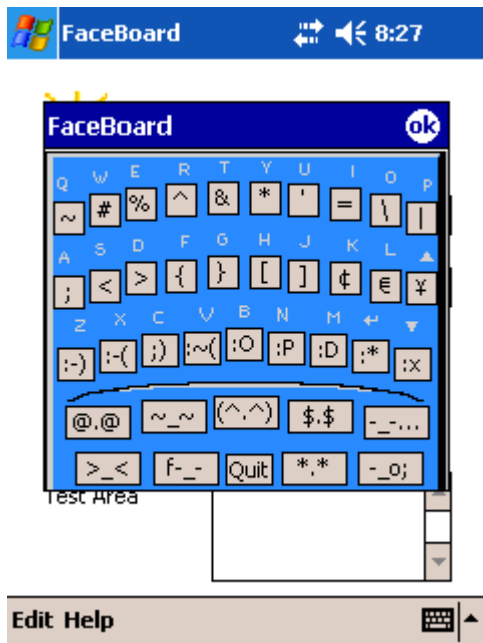 FaceBoard 8:27
FaceBoard ok
Q W E R T Y U I O P
~ # % ^ & * ' = \ |
A S D F G H J K L ▲
; < > { } [ ] ¢ € ¥
Z X C V B N M ↵ ▼
:-) :-( ;) :~( :O :P :D :* :x
@.@ ~_~ (^.^) $.$ -_-...
>_< f-_- Quit *.* -_o;
Test Area
Edit Help